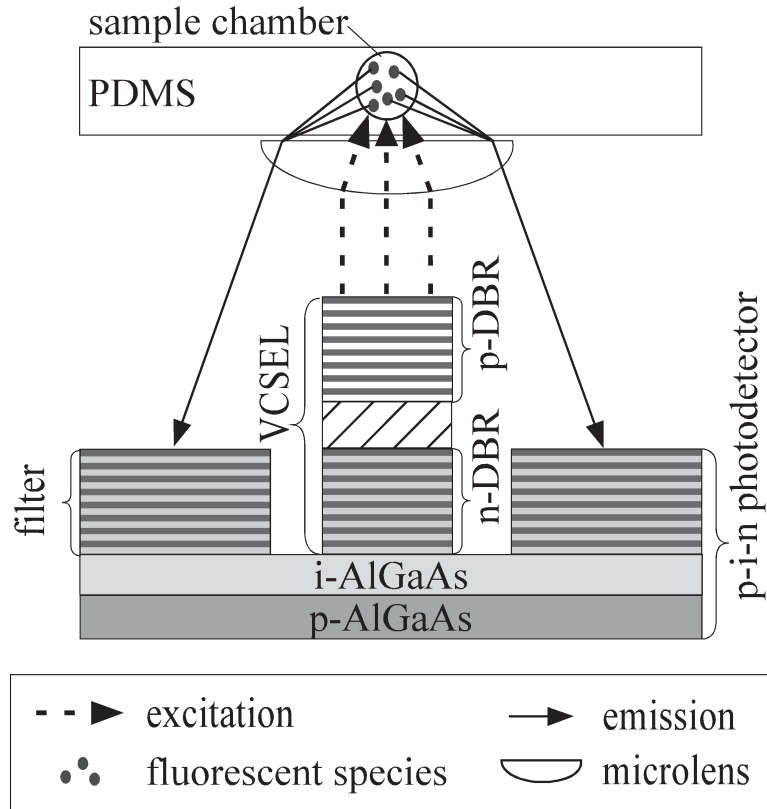 sample chamber
PDMS
p-DBR
VCSEL
n-DBR
filter
p-i-n photodetector
i-AlGaAs
p-AlGaAs
excitation
emission
fluorescent species
microlens